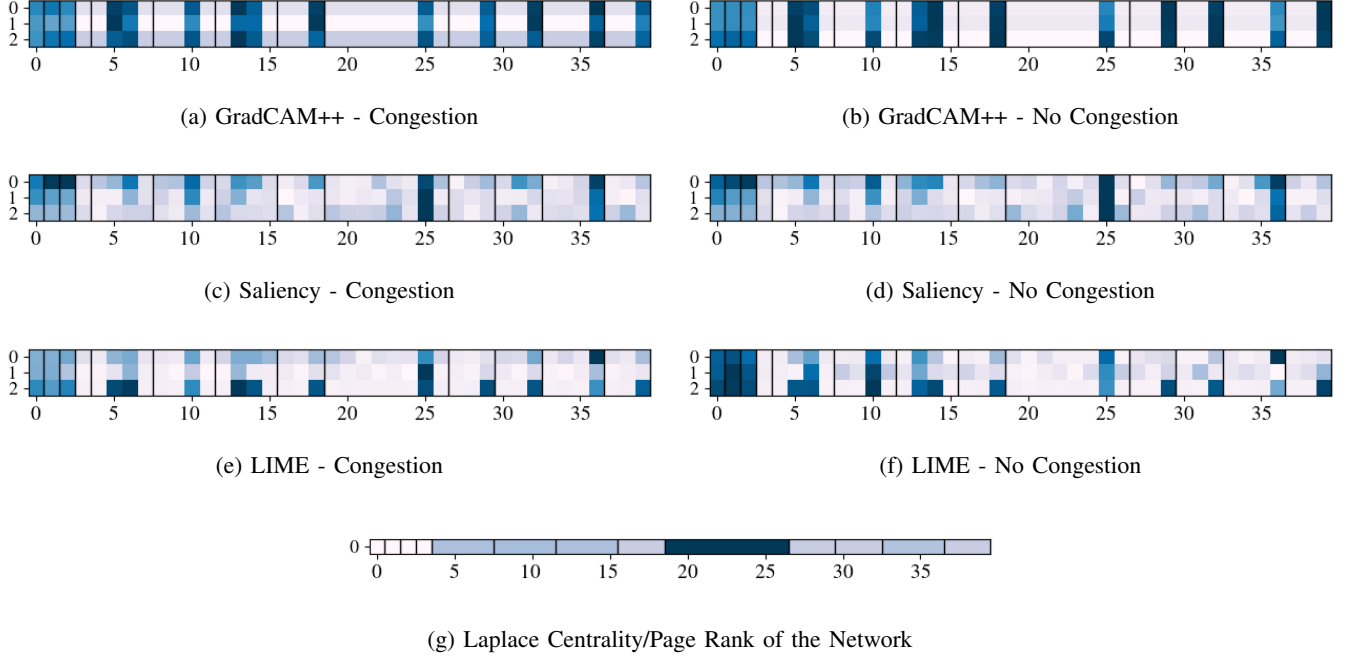 0
1
2
0 5 10 15 20 25 30 35
(a) GradCAM++ - Congestion
0
1
2
0 5 10 15 20 25 30 35
(b) GradCAM++ - No Congestion
0
1
2
0 5 10 15 20 25 30 35
(c) Saliency - Congestion
0
1
2
0 5 10 15 20 25 30 35
(d) Saliency - No Congestion
0
1
2
0 5 10 15 20 25 30 35
(e) LIME - Congestion
0
1
2
0 5 10 15 20 25 30 35
(f) LIME - No Congestion
0
0 5 10 15 20 25 30 35
(g) Laplace Centrality/Page Rank of the Network